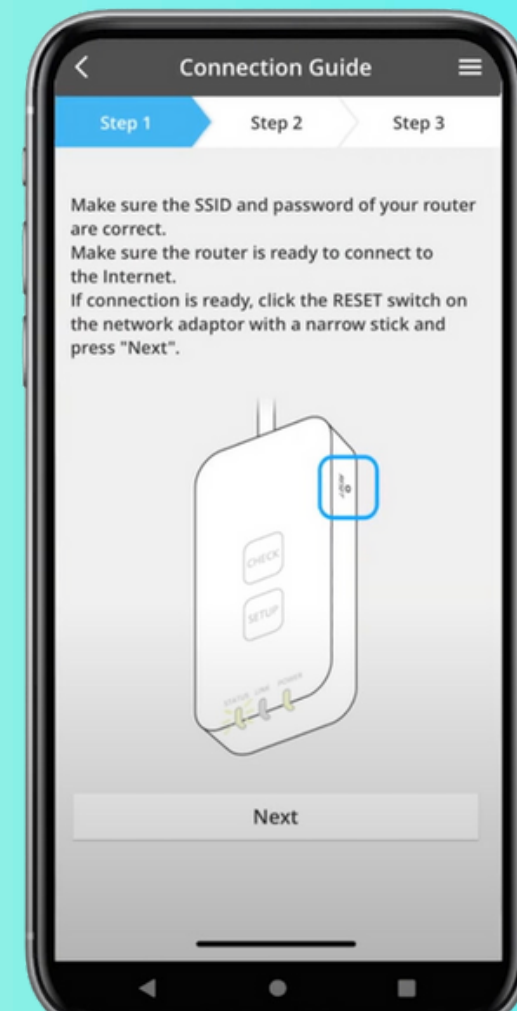 Connection Guide
Step 1 Step 2 Step 3
Make sure the SSID and password of your router
are correct.
Make sure the router is ready to connect to
the Internet.
If connection is ready, click the RESET switch on
the network adaptor with a narrow stick and
press "Next".
RESET
CHECK
SETUP
STATUS LINK POWER
Next